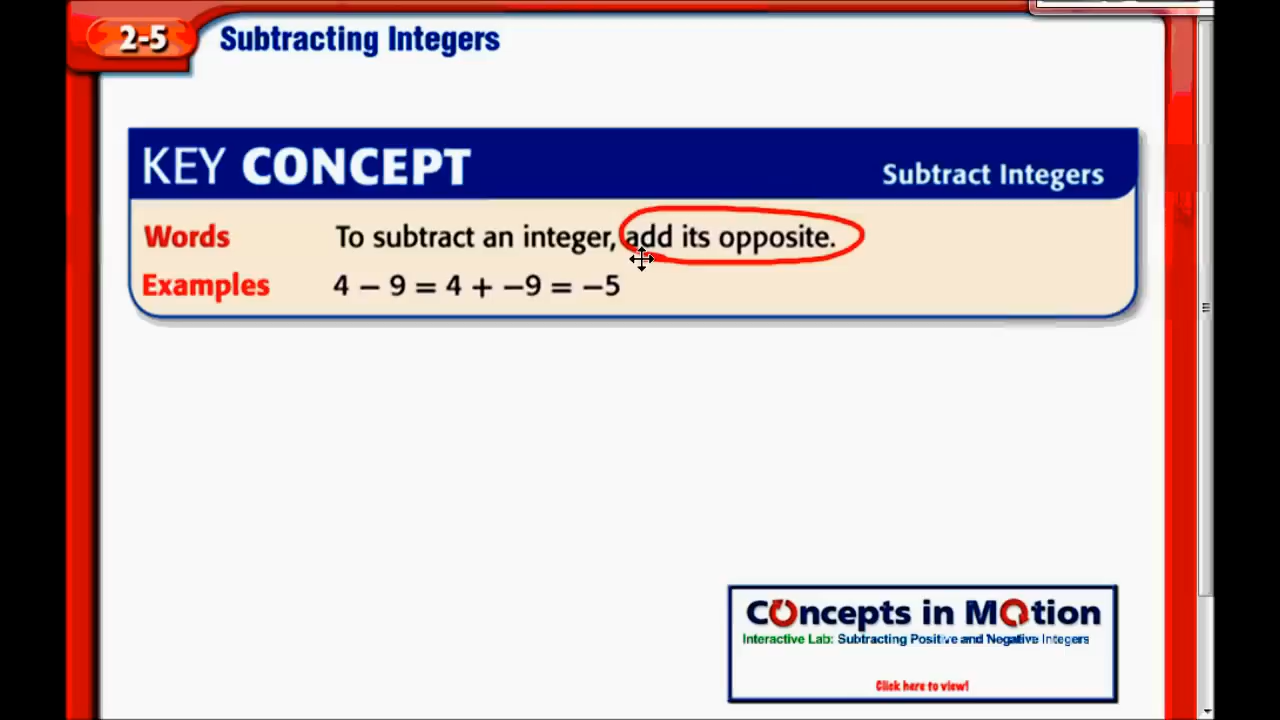 2-5 Subtracting Integers
KEY CONCEPT Subtract Integers
Words To subtract an integer, add its opposite.
Examples 4 − 9 = 4 + −9 = −5
Concepts in Motion
Interactive Lab: Subtracting Positive and Negative Integers
Click here to view!